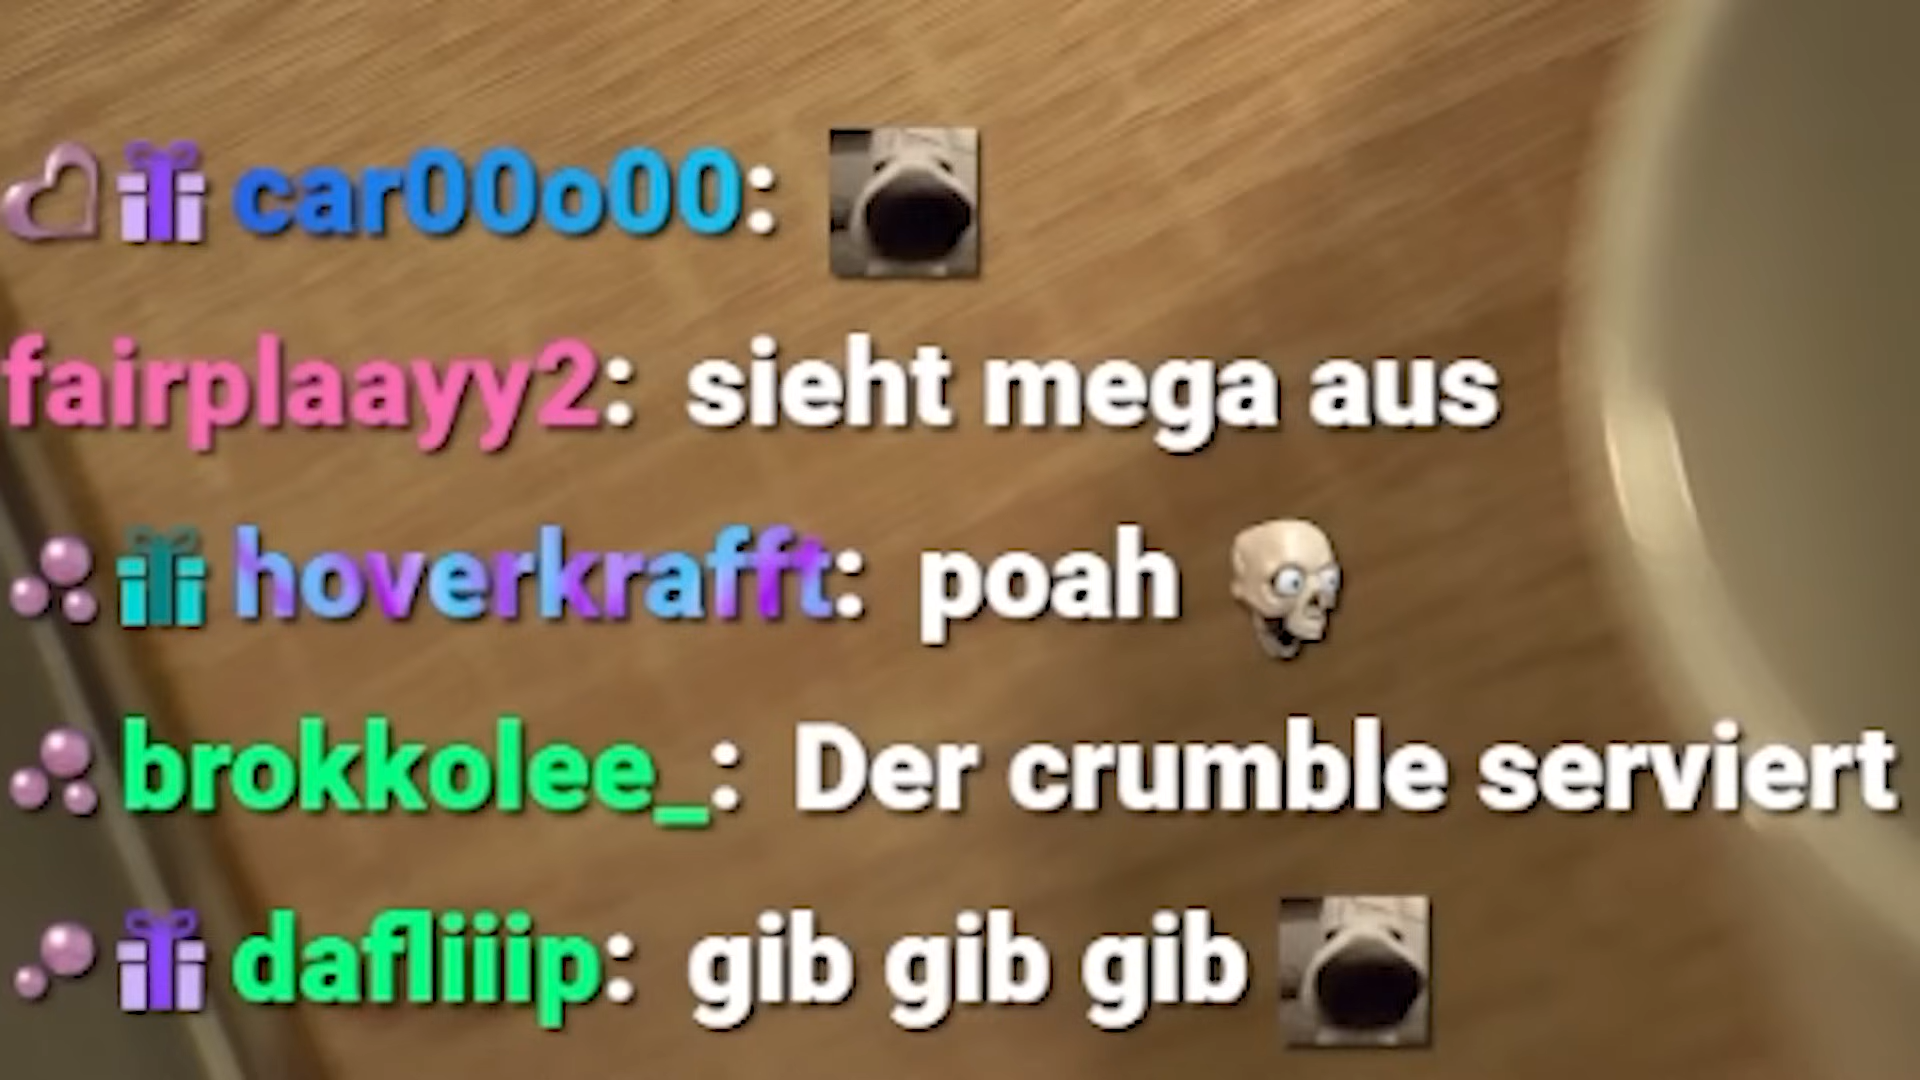 car00o00:
fairplaayy2: sieht mega aus
hoverkrafft: poah
brokkolee_: Der crumble serviert
dafliiip: gib gib gib